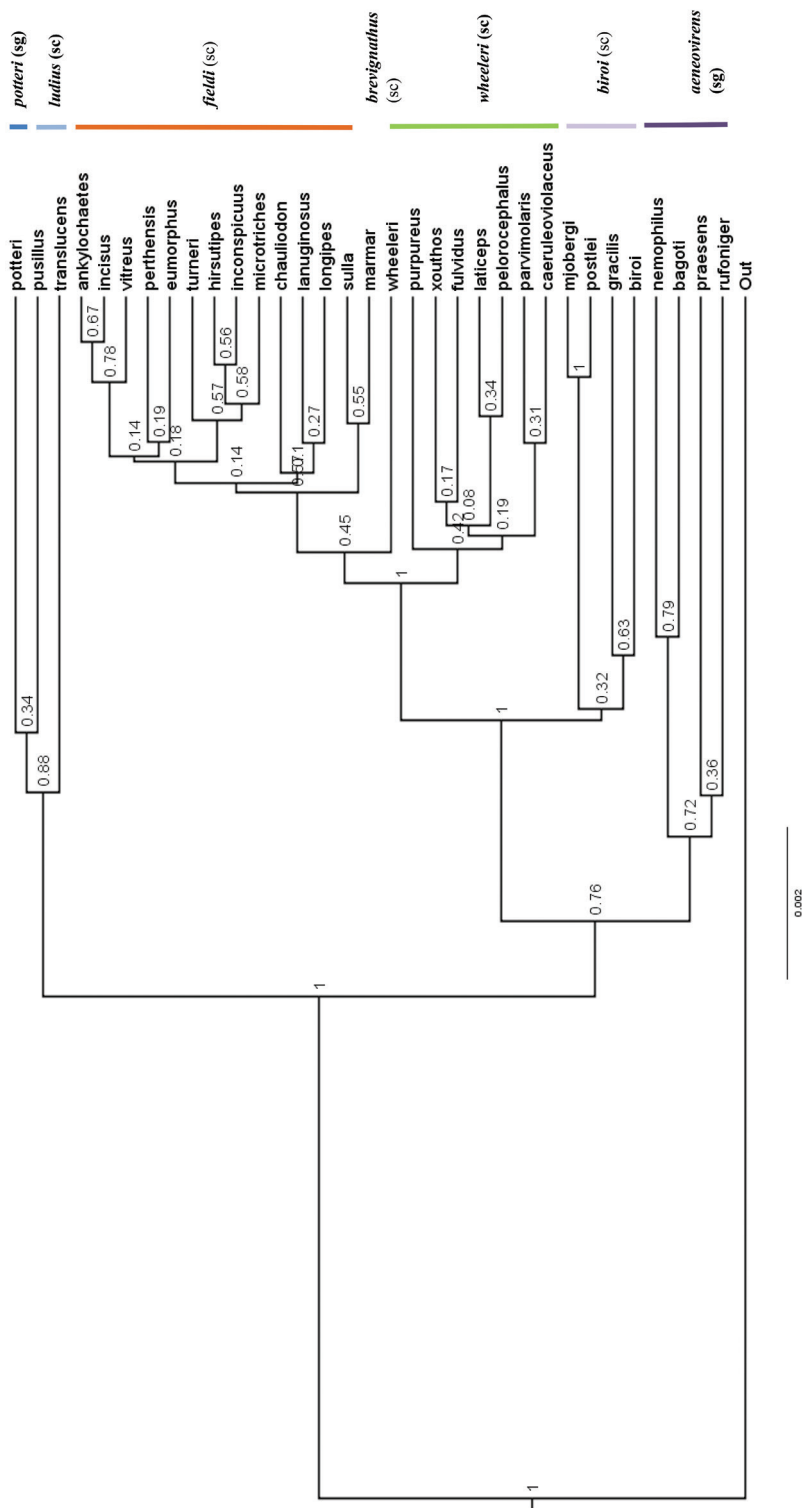 potteri (sg)
ludius (sc)
fieldi (sc)
brevignathus
(sc)
wheeleri (sc)
biroi (sc)
aeneovirens
(sg)
potteri
pusillus
translucens
ankylochaetes
incisus
vitreus
perthensis
eumorphus
turneri
hirsutipes
inconspicuus
microtriches
chauliodon
lanuginosus
longipes
sulla
marmar
wheeleri
purpureus
xouthos
fulvidus
laticeps
pelorocephalus
parvimolaris
caeruleoviolaceus
mjobergi
postlei
gracilis
biroi
nemophilus
bagoti
praesens
rufoniger
Out
0.34
0.88
0.67
0.78
0.14
0.19
0.18
0.57
0.56
0.58
0.14
0.27
0.55
0.45
1
0.17
0.08
0.34
0.42
0.19
0.31
1
1
0.32
0.63
0.79
0.76
0.72
0.36
1
1
0.002